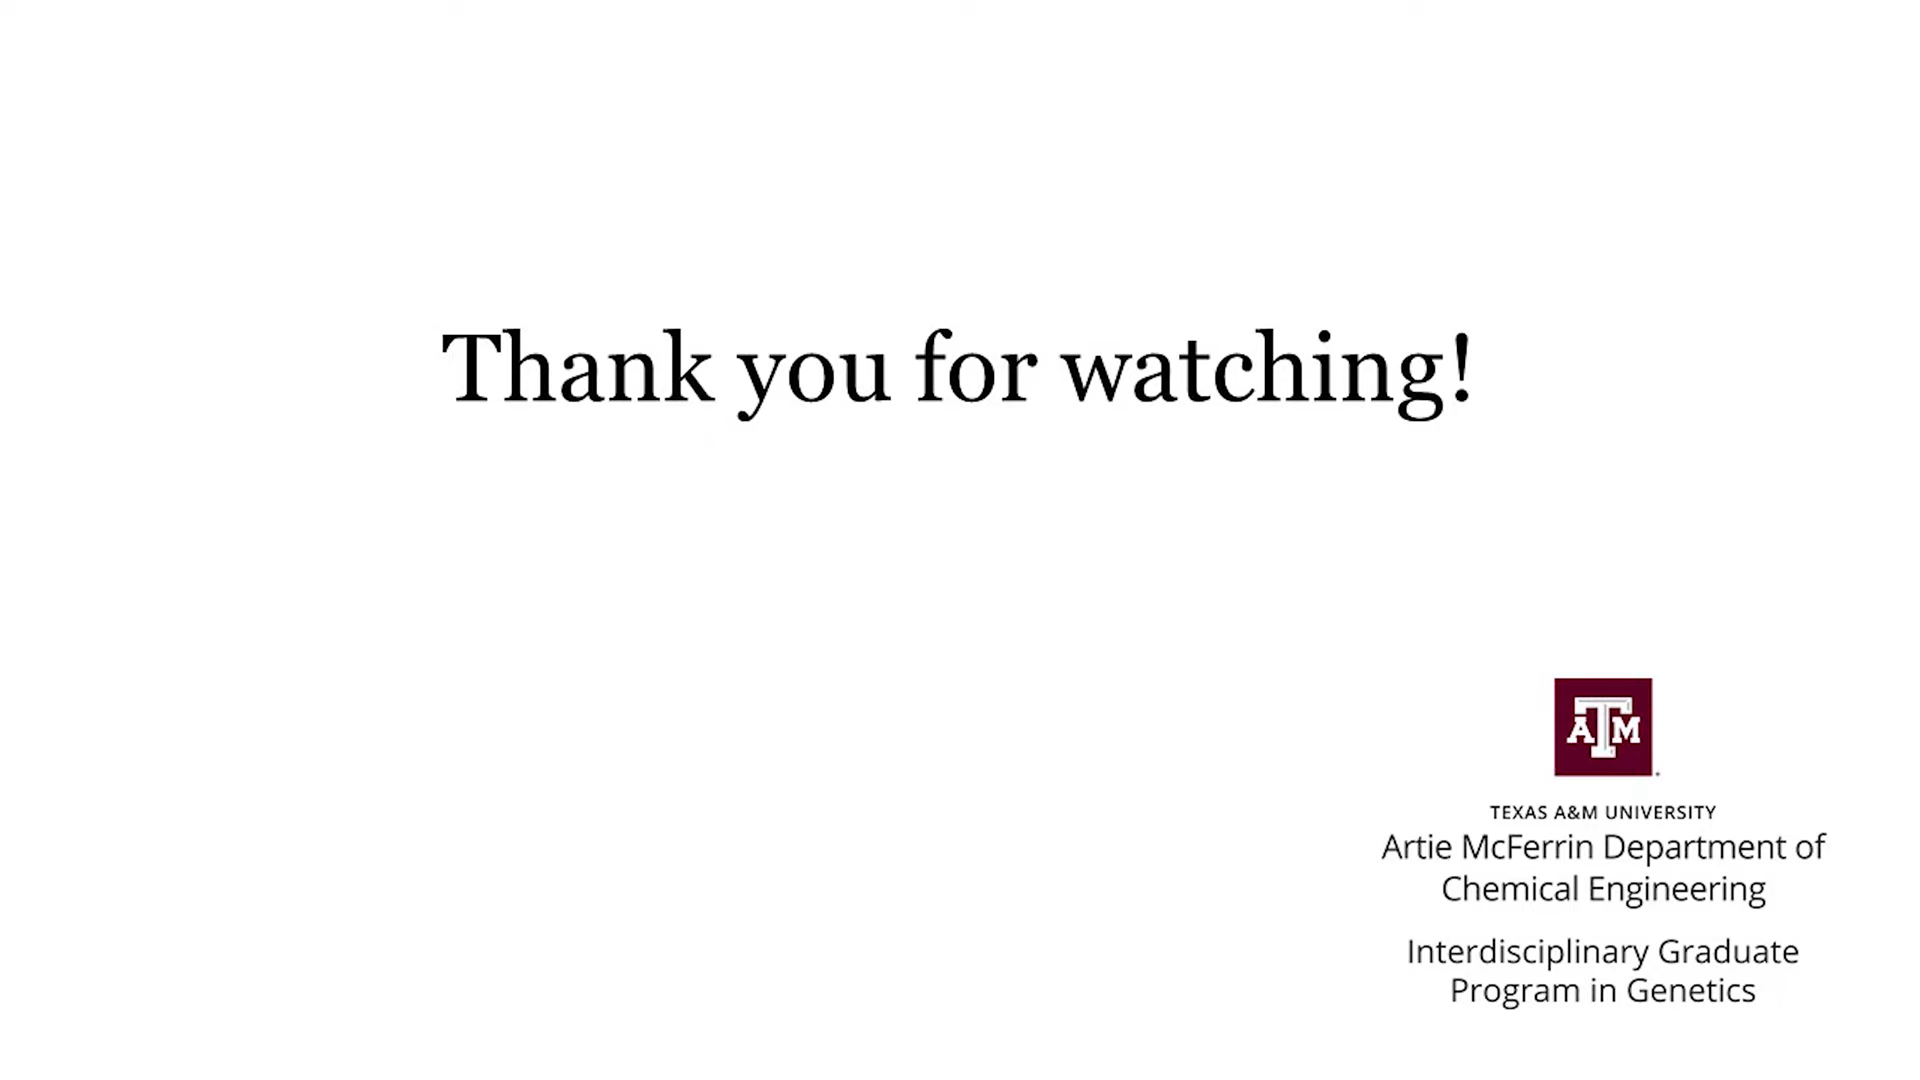 Thank you for watching!
ATM
TEXAS A&M UNIVERSITY
Artie McFerrin Department of
Chemical Engineering
Interdisciplinary Graduate
Program in Genetics